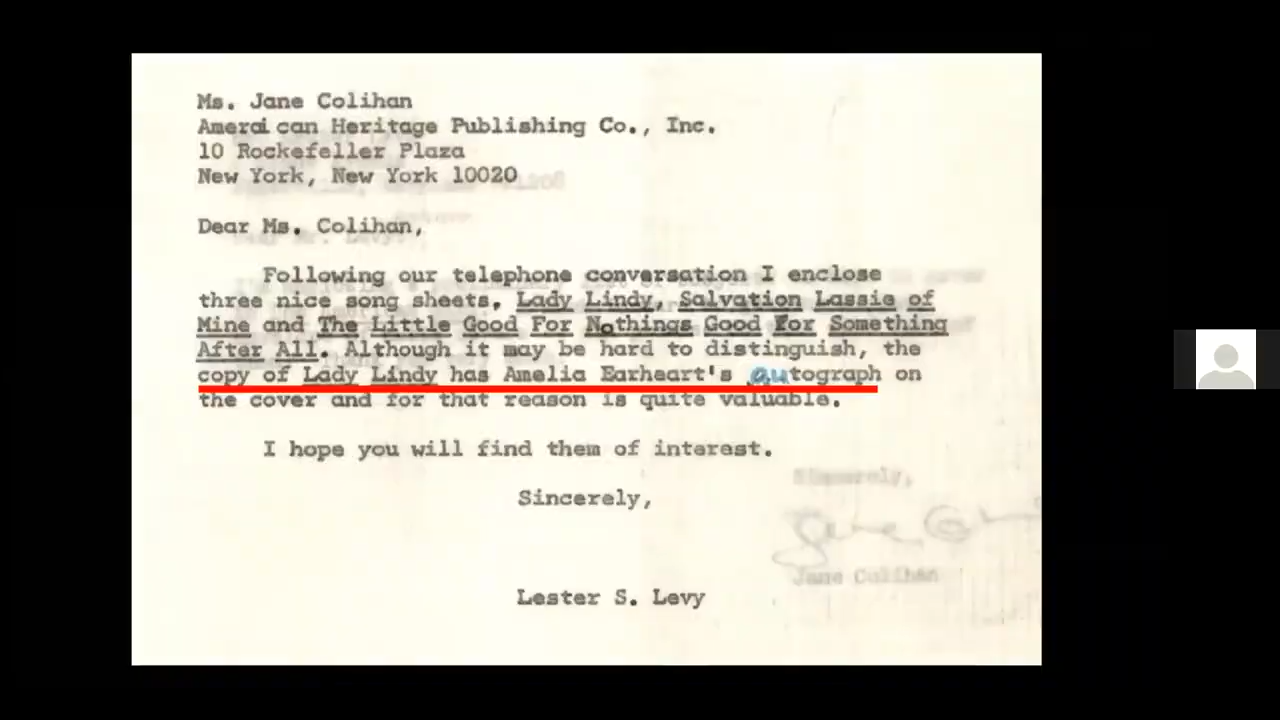 Ms. Jane Colihan
Ameraican Heritage Publishing Co., Inc.
10 Rockefeller Plaza
New York, New York 10020
Dear Ms. Colihan,
Following our telephone conversation I enclose
three nice song sheets, Lady Lindy, Salvation Lassie of
Mine and The Little Good For Nothings Good For Something
After All. Although it may be hard to distinguish, the
copy of Lady Lindy has Amelia Earheart's autograph on
the cover and for that reason is quite valuable.
I hope you will find them of interest.
Sincerely,
Lester S. Levy
Sincerely,
Jane Colihan